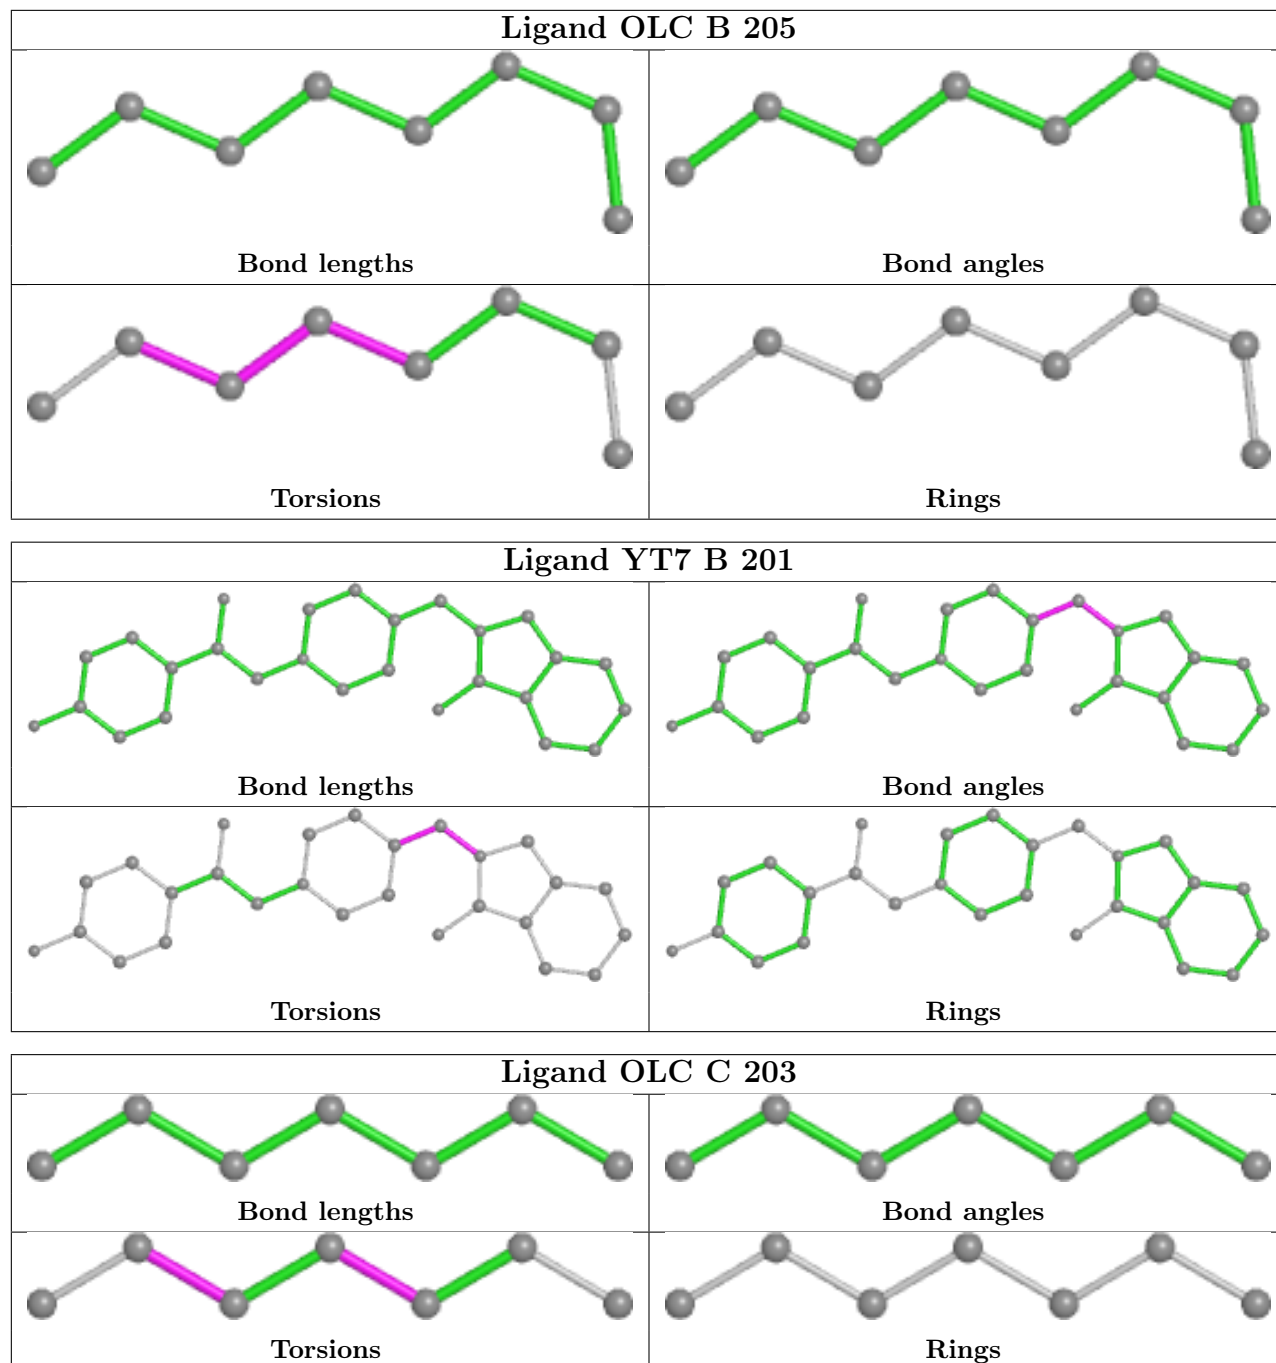 Ligand OLC B 205
Bond lengths
Bond angles
Torsions
Rings
Ligand YT7 B 201
Bond lengths
Bond angles
Torsions
Rings
Ligand OLC C 203
Bond lengths
Bond angles
Torsions
Rings